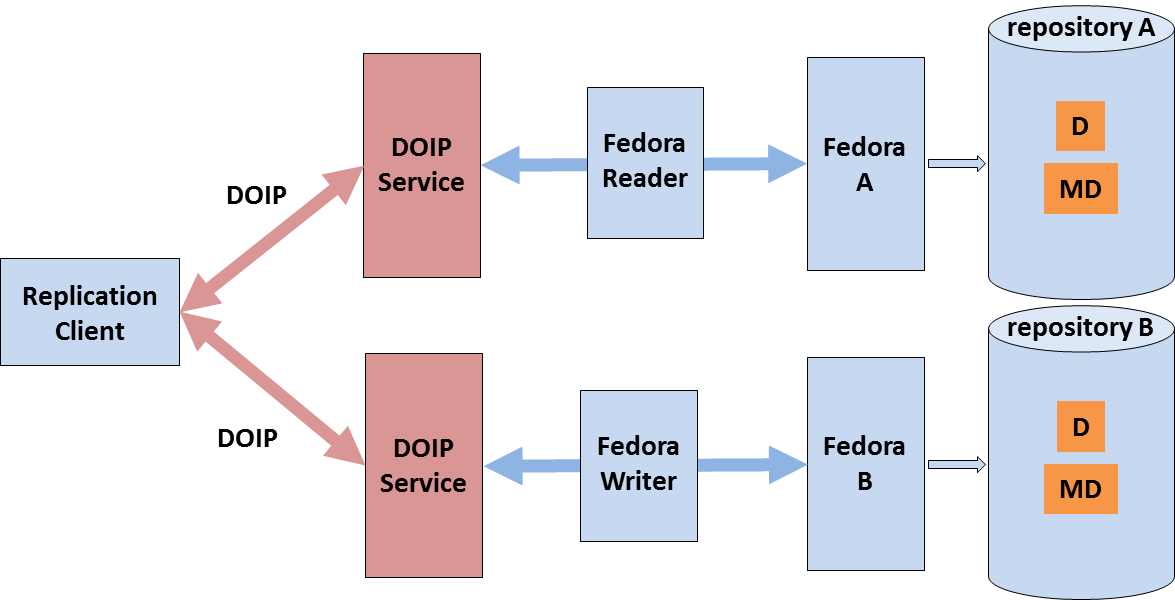 repository A
D
MD
DOIP
Service
Fedora
Reader
Fedora
A
DOIP
Replication
Client
repository B
D
MD
DOIP
DOIP
Service
Fedora
Writer
Fedora
B